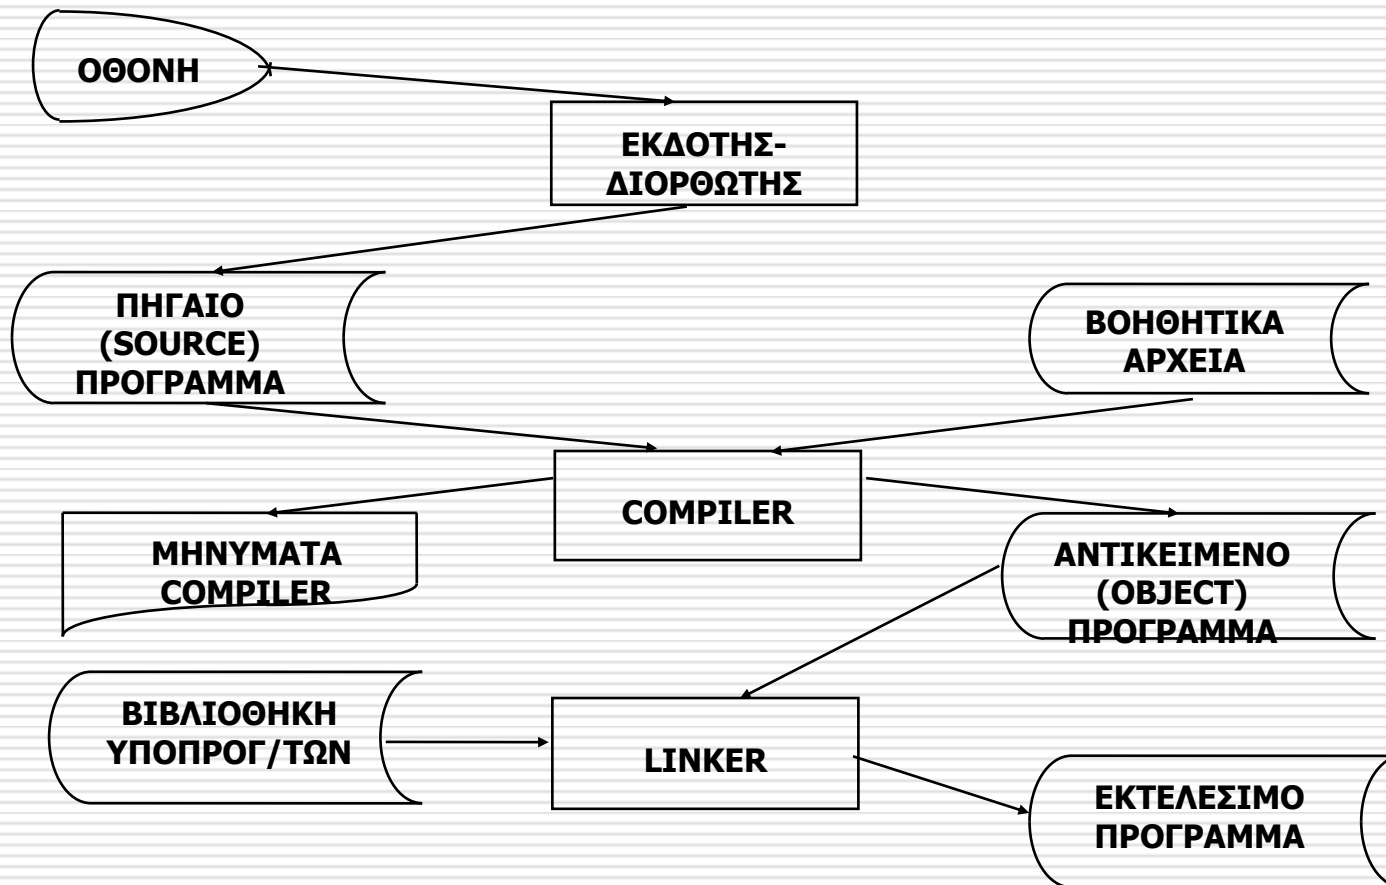 ΟΘΟΝΗ
ΕΚΔΟΤΗΣ-
ΔΙΟΡΘΩΤΗΣ
ΠΗΓΑΙΟ
(SOURCE)
ΠΡΟΓΡΑΜΜΑ
ΒΟΗΘΗΤΙΚΑ
ΑΡΧΕΙΑ
COMPILER
ΜΗΝΥΜΑΤΑ
COMPILER
ΑΝΤΙΚΕΙΜΕΝΟ
(OBJECT)
ΠΡΟΓΡΑΜΜΑ
ΒΙΒΛΙΟΘΗΚΗ
ΥΠΟΠΡΟΓ/ΤΩΝ
LINKER
ΕΚΤΕΛΕΣΙΜΟ
ΠΡΟΓΡΑΜΜΑ